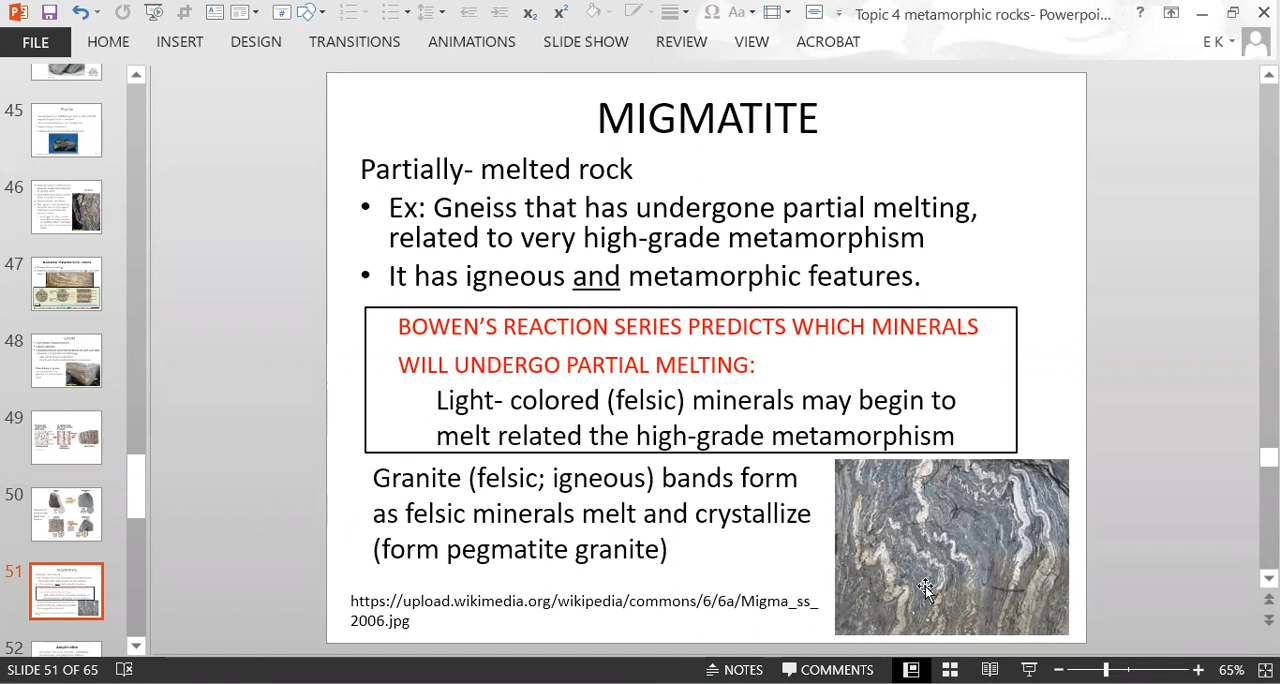 Topic 4 metamorphic rocks- Powerpoi...
FILE HOME INSERT DESIGN TRANSITIONS ANIMATIONS SLIDE SHOW REVIEW VIEW ACROBAT E K
45
46
47
48
49
50
51
52
MIGMATITE
Partially- melted rock
• Ex: Gneiss that has undergone partial melting,
related to very high-grade metamorphism
• It has igneous and metamorphic features.
BOWEN’S REACTION SERIES PREDICTS WHICH MINERALS
WILL UNDERGO PARTIAL MELTING:
Light- colored (felsic) minerals may begin to
melt related the high-grade metamorphism
Granite (felsic; igneous) bands form
as felsic minerals melt and crystallize
(form pegmatite granite)
https://upload.wikimedia.org/wikipedia/commons/6/6a/Migma_ss_
2006.jpg
SLIDE 51 OF 65 NOTES COMMENTS 65%